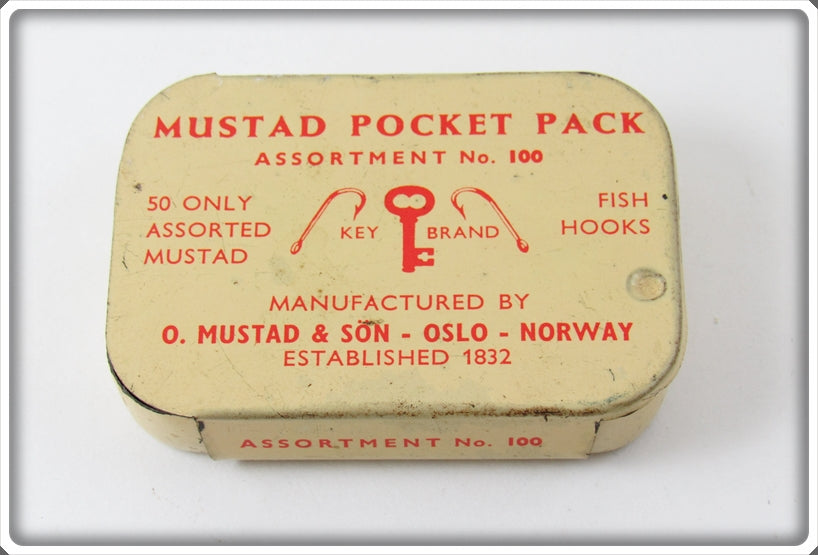 MUSTAD POCKET PACK
ASSORTMENT No. 100
50 ONLY
ASSORTED
MUSTAD
KEY BRAND
FISH
HOOKS
MANUFACTURED BY
O. MUSTAD & SÖN - OSLO - NORWAY
ESTABLISHED 1832
ASSORTMENT No. 100